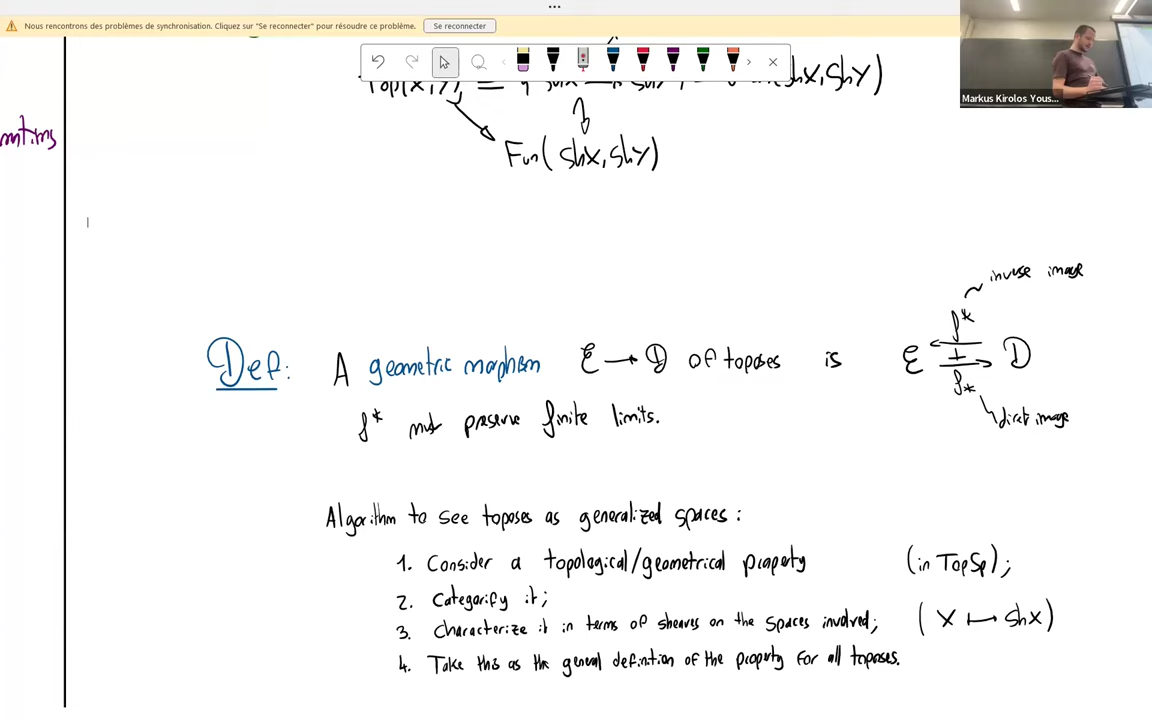 Nous rencontrons des problèmes de synchronisation. Cliquez sur "Se reconnecter" pour résoudre ce problème. Se reconnecter
Markus Kirolos Yous...
Fun(ShX, ShY)
inverse image
f*
Def: A geometric morphism ℰ → 𝒟 of toposes is ℰ ⊥ 𝒟
f*
f* must preserve finite limits.
direct image
Algorithm to see toposes as generalized spaces:
1. Consider a topological/geometrical property (in TopSp);
2. Categorify it;
3. Characterize it in terms of sheaves on the spaces involved; (X ↦ ShX)
4. Take this as the general definition of the property for all toposes.